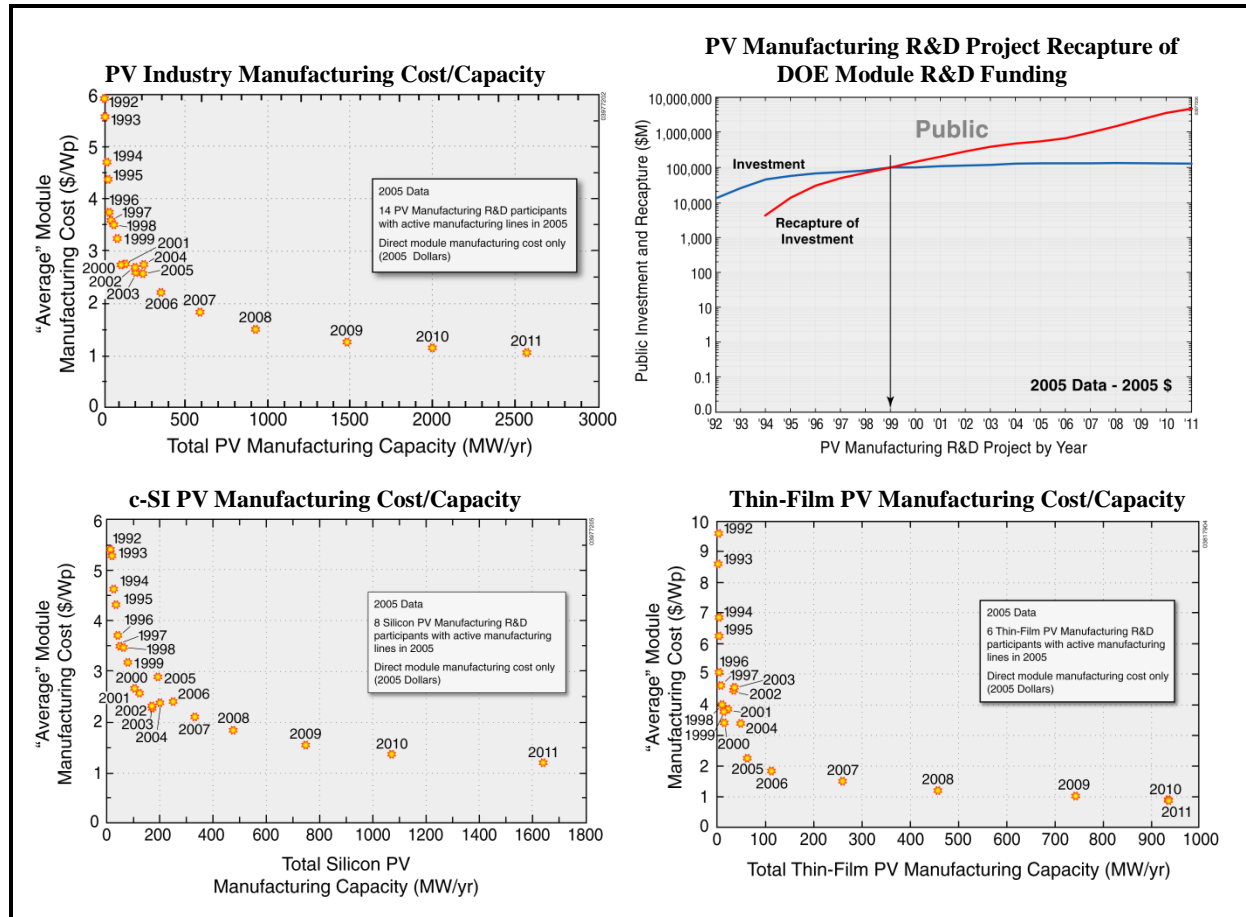 PV Industry Manufacturing Cost/Capacity
6
5
4
3
2
1
0
"Average" Module
Manufacturing Cost ($/Wp)
1992
1993
1994
1995
1996
1997
1998
1999
2001
2000
2004
2002
2005
2003
2006
2007
2008
2009
2010
2011
2005 Data
14 PV Manufacturing R&D participants
with active manufacturing lines in 2005
Direct module manufacturing cost only
(2005 Dollars)
03977202
0
500
1000
1500
2000
2500
3000
Total PV Manufacturing Capacity (MW/yr)
PV Manufacturing R&D Project Recapture of
DOE Module R&D Funding
10,000,000
1,000,000
100,000
10,000
1,000
100
10
1
0.1
0.0
Public Investment and Recapture ($M)
Public
Investment
Recapture of
Investment
2005 Data - 2005 $
'92 '93 '94 '95 '96 '97 '98 '99 '00 '01 '02 '03 '04 '05 '06 '07 '08 '09 '10 '11
PV Manufacturing R&D Project by Year
c-SI PV Manufacturing Cost/Capacity
6
5
4
3
2
1
0
"Average" Module
Manufacturing Cost ($/Wp)
1992
1993
1994
1995
1996
1997
1998
1999
2000
2005
2001
2006
2002
2003
2004
2007
2008
2009
2010
2011
2005 Data
8 Silicon PV Manufacturing R&D
participants with active manufacturing
lines in 2005
Direct module manufacturing cost only
(2005 Dollars)
03977205
0 200 400 600 800 1000 1200 1400 1600 1800
Total Silicon PV
Manufacturing Capacity (MW/yr)
Thin-Film PV Manufacturing Cost/Capacity
10
9
8
7
6
5
4
3
2
1
0
"Average" Module
Manufacturing Cost ($/Wp)
1992
1993
1994
1995
1996
1997
2003
2002
1998
2001
1999
2004
2000
2005
2006
2007
2008
2009
2010
2011
2005 Data
6 Thin-Film PV Manufacturing R&D
participants with active manufacturing
lines in 2005
Direct module manufacturing cost only
(2005 Dollars)
03617904
0 100 200 300 400 500 600 700 800 900 1000
Total Thin-Film PV Manufacturing Capacity (MW/yr)